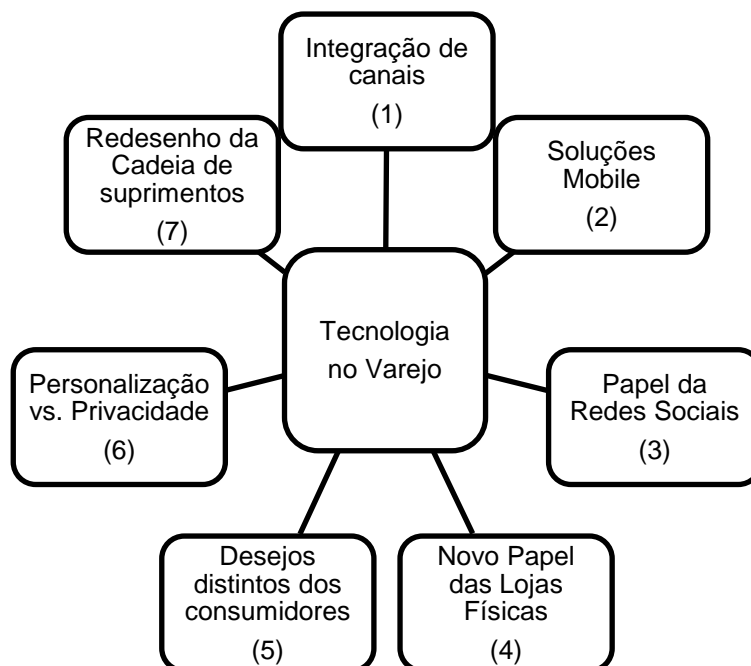 Integração de
canais
(1)
Soluções
Mobile
(2)
Papel da
Redes Sociais
(3)
Novo Papel
das Lojas
Físicas
(4)
Desejos
distintos dos
consumidores
(5)
Personalização
vs. Privacidade
(6)
Redesenho da
Cadeia de
suprimentos
(7)
Tecnologia
no Varejo